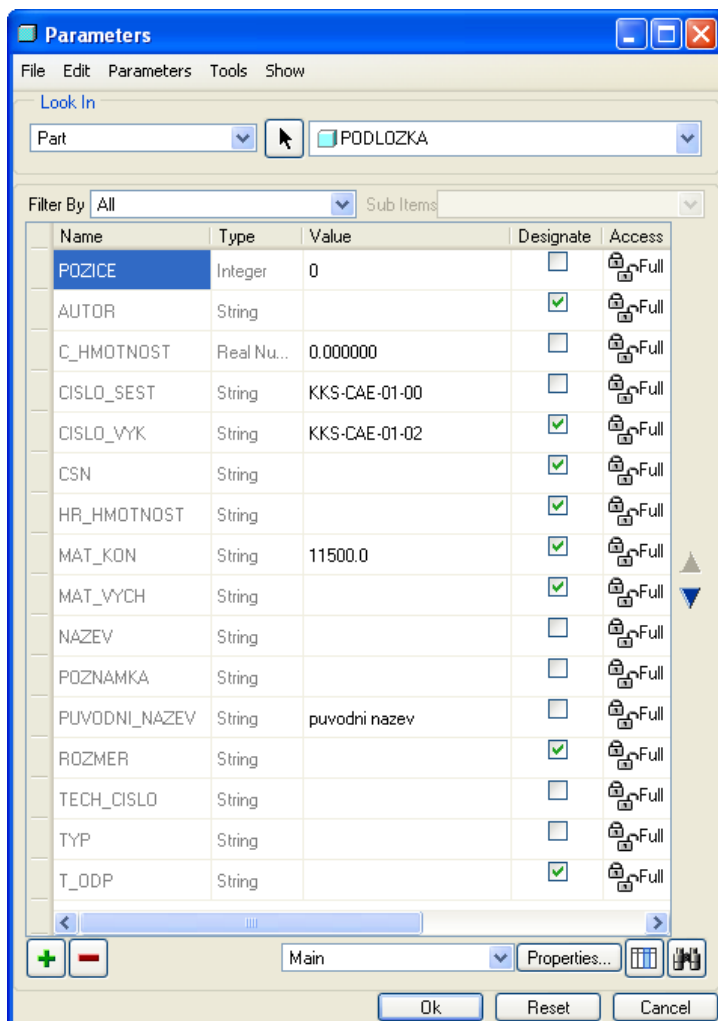 Parameters
File Edit Parameters Tools Show
Look In
Part PODLOZKA
Filter By All Sub Items
Name Type Value Designate Access
POZICE Integer 0 Full
AUTOR String Full
C_HMOTNOST Real Nu... 0.000000 Full
CISLO_SEST String KKS-CAE-01-00 Full
CISLO_VYK String KKS-CAE-01-02 Full
CSN String Full
HR_HMOTNOST String Full
MAT_KON String 11500.0 Full
MAT_VYCH String Full
NAZEV String Full
POZNAMKA String Full
PUVODNI_NAZEV String puvodni nazev Full
ROZMER String Full
TECH_CISLO String Full
TYP String Full
T_ODP String Full
Main Properties...
Ok Reset Cancel